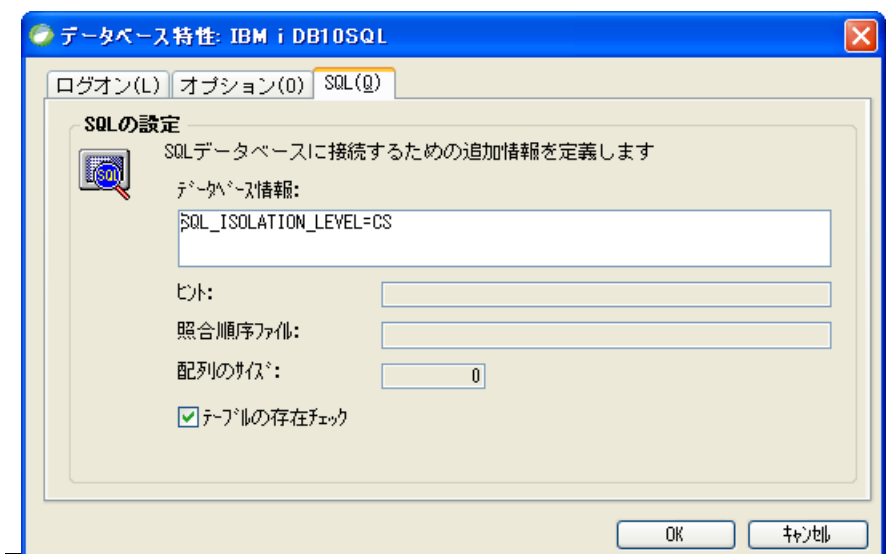 データベース特性: IBM i DB10SQL
ログオン(L) オプション(O) SQL(Q)
SQLの設定
SQL
SQLデータベースに接続するための追加情報を定義します
ﾃﾞｰﾀﾍﾞｰｽ情報:
SQL_ISOLATION_LEVEL=CS
ﾋﾝﾄ:
照合順序ﾌｧｲﾙ:
配列のｻｲｽﾞ: 0
ﾃｰﾌﾞﾙの存在ﾁｪｯｸ
OK ｷｬﾝｾﾙ